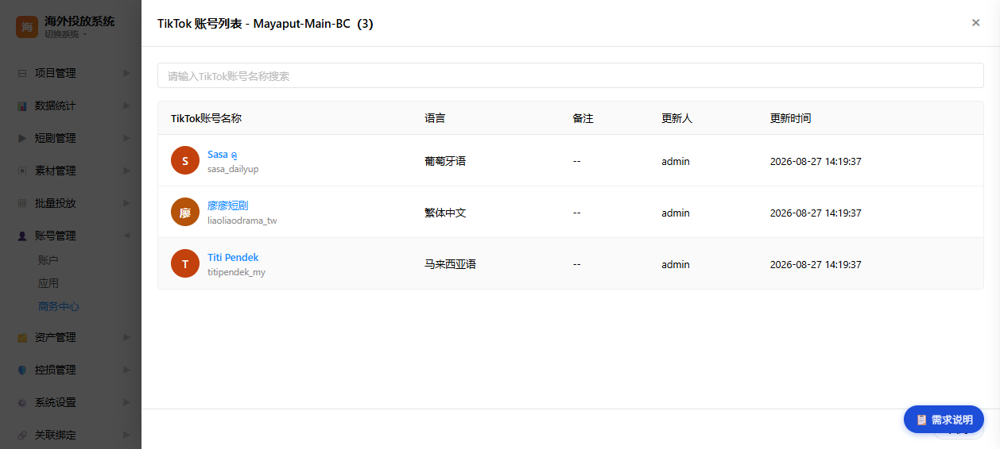 海
海外投放系统
切换系统
项目管理
数据统计
短剧管理
素材管理
批量投放
账号管理
账户
应用
商务中心
资产管理
控损管理
系统设置
关联绑定
TikTok 账号列表 - Mayaput-Main-BC（3）
请输入TikTok账号名称搜索
TikTok账号名称 语言 备注 更新人 更新时间
S Sasa ดู 葡萄牙语 -- admin 2026-08-27 14:19:37
sasa_dailyup
廖 廖廖短剧 繁体中文 -- admin 2026-08-27 14:19:37
liaoliaodrama_tw
T Titi Pendek 马来西亚语 -- admin 2026-08-27 14:19:37
titipendek_my
需求说明